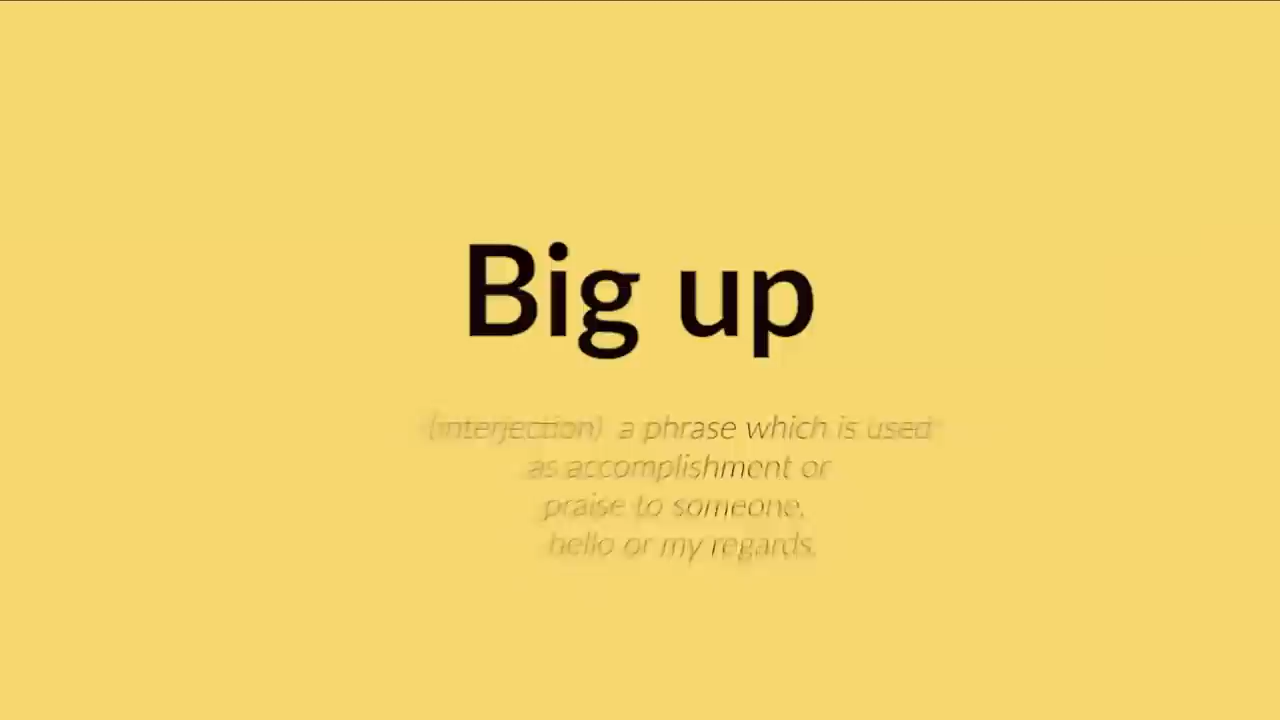 Big up
(interjection) a phrase which is used
as accomplishment or
praise to someone,
hello or my regards.